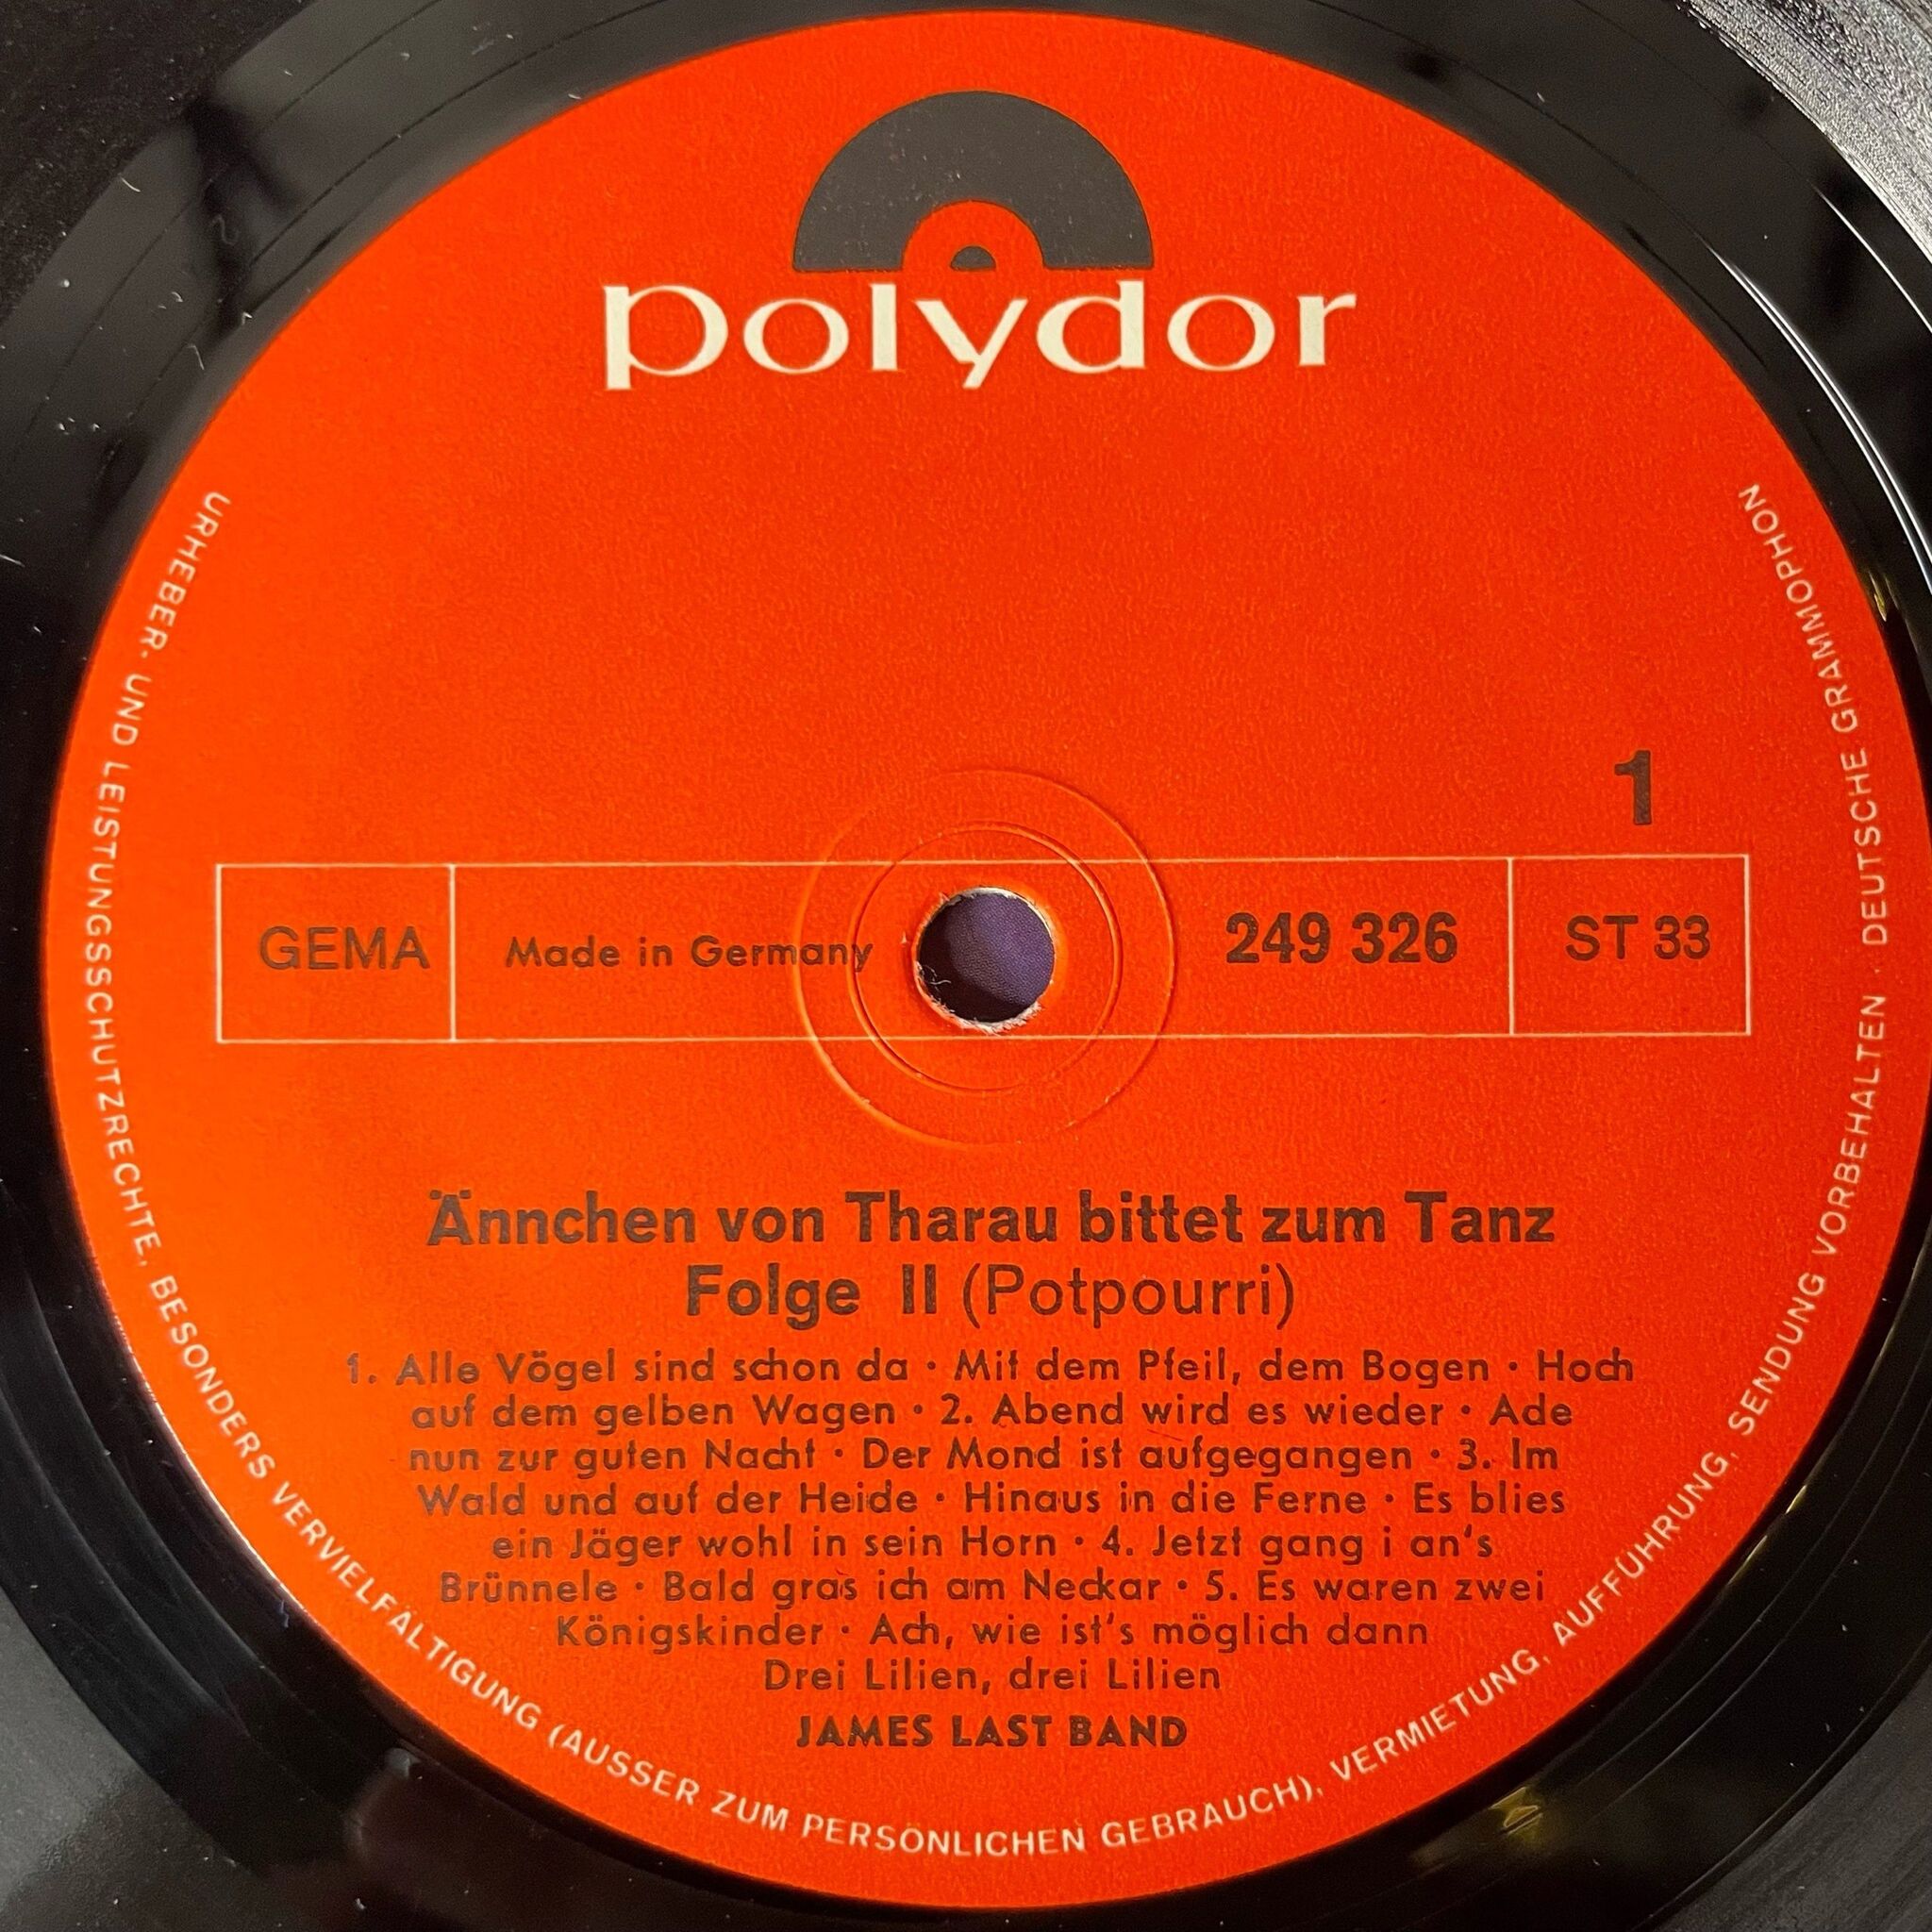 polydor
1
GEMA
Made in Germany
249 326
ST 33
Ännchen von Tharau bittet zum Tanz
Folge II (Potpourri)
1. Alle Vögel sind schon da · Mit dem Pfeil, dem Bogen · Hoch
auf dem gelben Wagen · 2. Abend wird es wieder · Ade
nun zur guten Nacht · Der Mond ist aufgegangen · 3. Im
Wald und auf der Heide · Hinaus in die Ferne · Es blies
ein Jäger wohl in sein Horn · 4. Jetzt gang i an's
Brünnele · Bald gras ich am Neckar · 5. Es waren zwei
Königskinder · Ach, wie ist's möglich dann
Drei Lilien, drei Lilien
JAMES LAST BAND
URHEBER- UND LEISTUNGSSCHUTZRECHTE, BESONDERS VERVIELFÄLTIGUNG (AUSSER ZUM PERSÖNLICHEN GEBRAUCH), VERMIETUNG, AUFFÜHRUNG, SENDUNG VORBEHALTEN · DEUTSCHE GRAMMOPHON